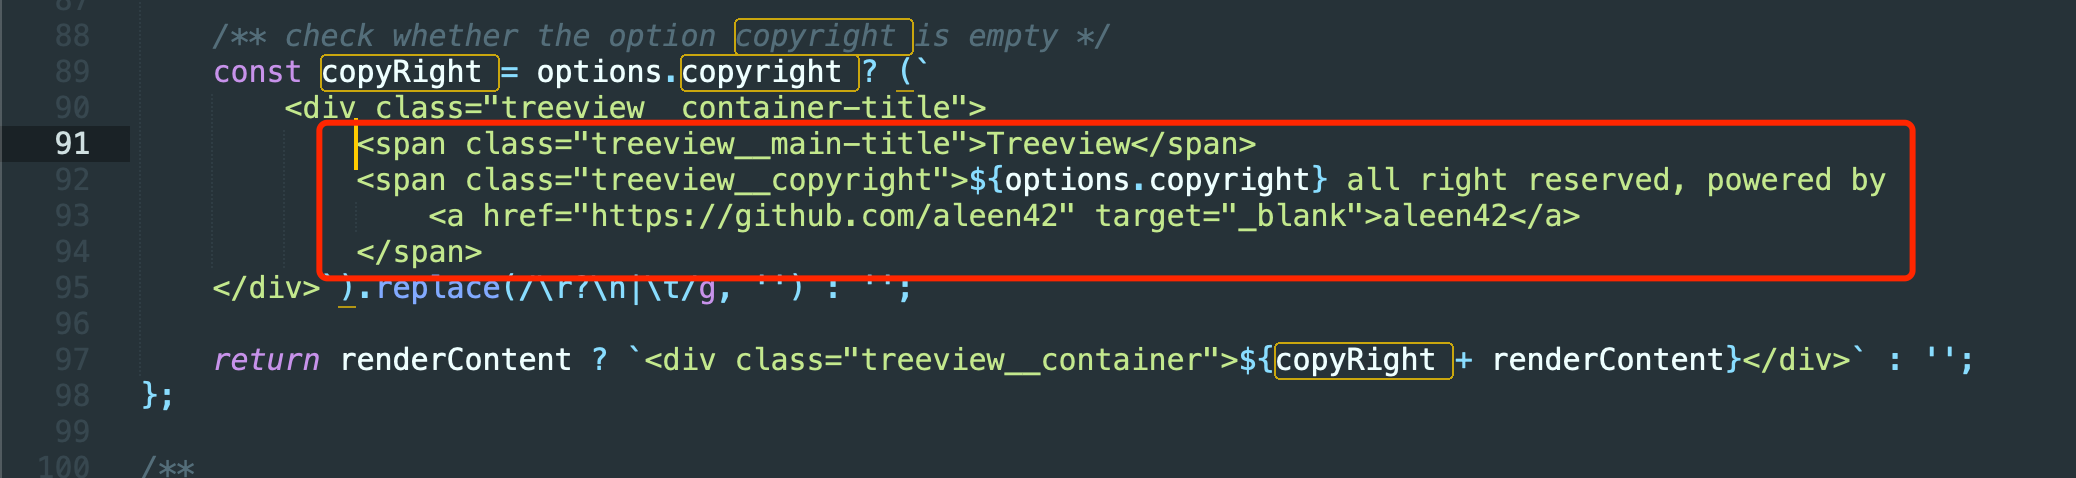 87
88 /** check whether the option copyright is empty */
89 const copyRight = options.copyright ? (`
90 <div class="treeview__container-title">
91 <span class="treeview__main-title">Treeview</span>
92 <span class="treeview__copyright">${options.copyright} all right reserved, powered by
93 <a href="https://github.com/aleen42" target="_blank">aleen42</a>
94 </span>
95 </div>`).replace(/\r?\n|\t/g, '') : '';
96
97 return renderContent ? `<div class="treeview__container">${copyRight + renderContent}</div>` : '';
98 };
99
100 /**